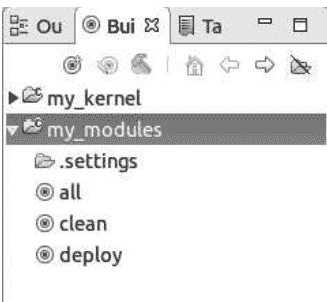 Ou Bui Ta
my_kernel
my_modules
.settings
all
clean
deploy